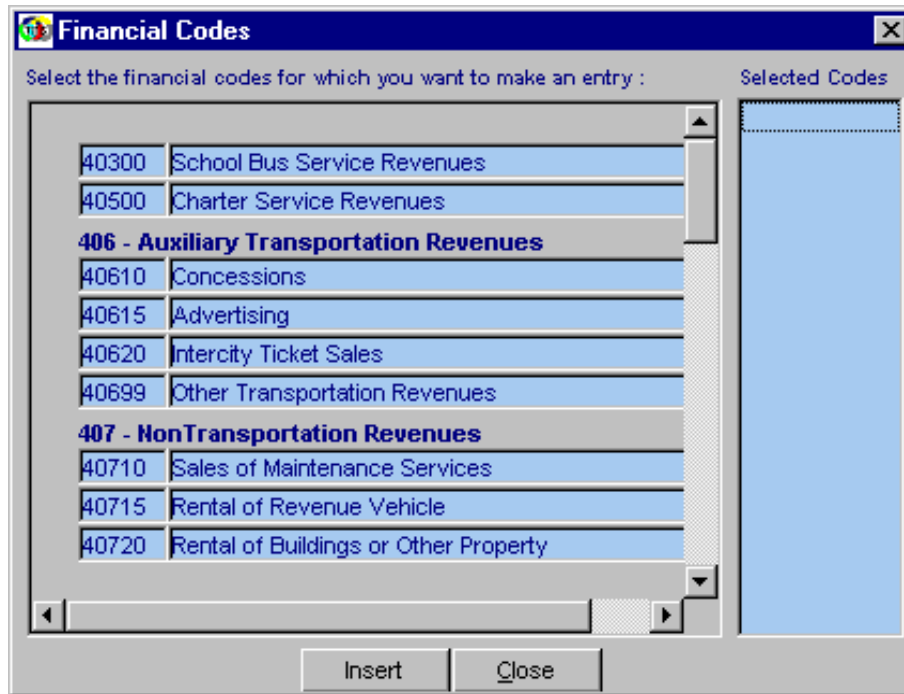 Financial Codes
Select the financial codes for which you want to make an entry :
Selected Codes
40300 School Bus Service Revenues
40500 Charter Service Revenues
406 - Auxiliary Transportation Revenues
40610 Concessions
40615 Advertising
40620 Intercity Ticket Sales
40699 Other Transportation Revenues
407 - NonTransportation Revenues
40710 Sales of Maintenance Services
40715 Rental of Revenue Vehicle
40720 Rental of Buildings or Other Property
Insert Close